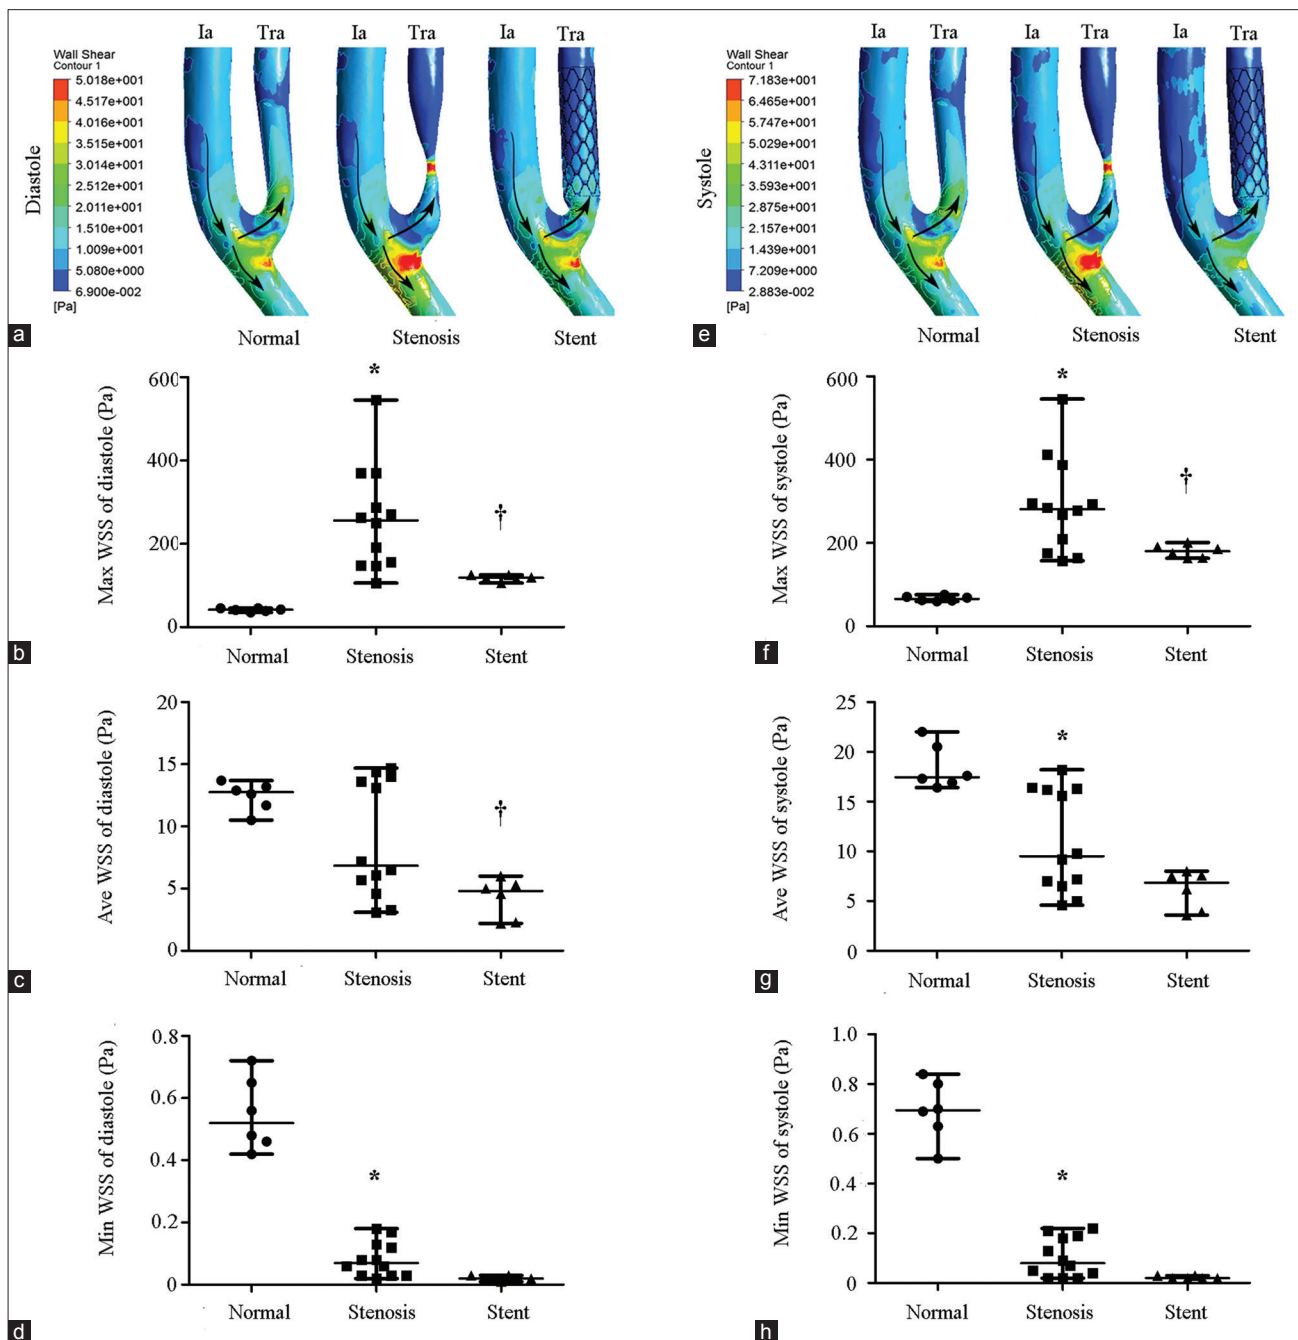 Ia Tra Ia Tra Ia Tra
Wall Shear
Contour 1
5.018e+001
4.517e+001
4.016e+001
3.515e+001
3.014e+001
2.512e+001
2.011e+001
1.510e+001
1.009e+001
5.080e+000
6.900e-002
[Pa]
Diastole
Normal Stenosis Stent
a
Ia Tra Ia Tra Ia Tra
Wall Shear
Contour 1
7.183e+001
6.465e+001
5.747e+001
5.029e+001
4.311e+001
3.593e+001
2.875e+001
2.157e+001
1.439e+001
7.209e+000
2.883e-002
[Pa]
Systole
Normal Stenosis Stent
e
Max WSS of diastole (Pa)
600
400
200
0
*
†
Normal Stenosis Stent
b
Max WSS of systole (Pa)
600
400
200
0
*
†
Normal Stenosis Stent
f
Ave WSS of diastole (Pa)
20
15
10
5
0
†
Normal Stenosis Stent
c
Ave WSS of systole (Pa)
25
20
15
10
5
0
*
Normal Stenosis Stent
g
Min WSS of diastole (Pa)
0.8
0.6
0.4
0.2
0
*
Normal Stenosis Stent
d
Min WSS of systole (Pa)
1.0
0.8
0.6
0.4
0.2
0
*
Normal Stenosis Stent
h